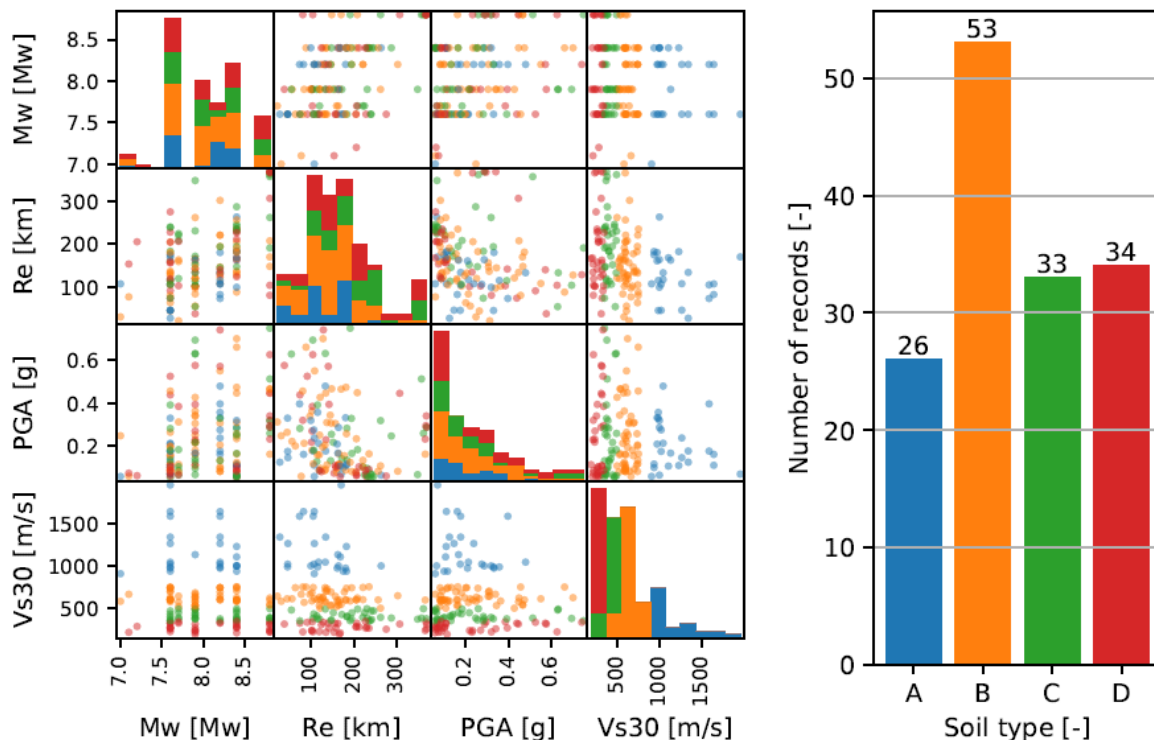 Mw [Mw]
8.5
8.0
7.5
7.0
Re [km]
300
200
100
PGA [g]
0.6
0.4
0.2
Vs30 [m/s]
1500
1000
500
7.0 7.5 8.0 8.5
100 200 300
0.2 0.4 0.6
500 1000 1500
Mw [Mw] Re [km] PGA [g] Vs30 [m/s]
Number of records [-]
50
40
30
20
10
0
26 53 33 34
A B C D
Soil type [-]